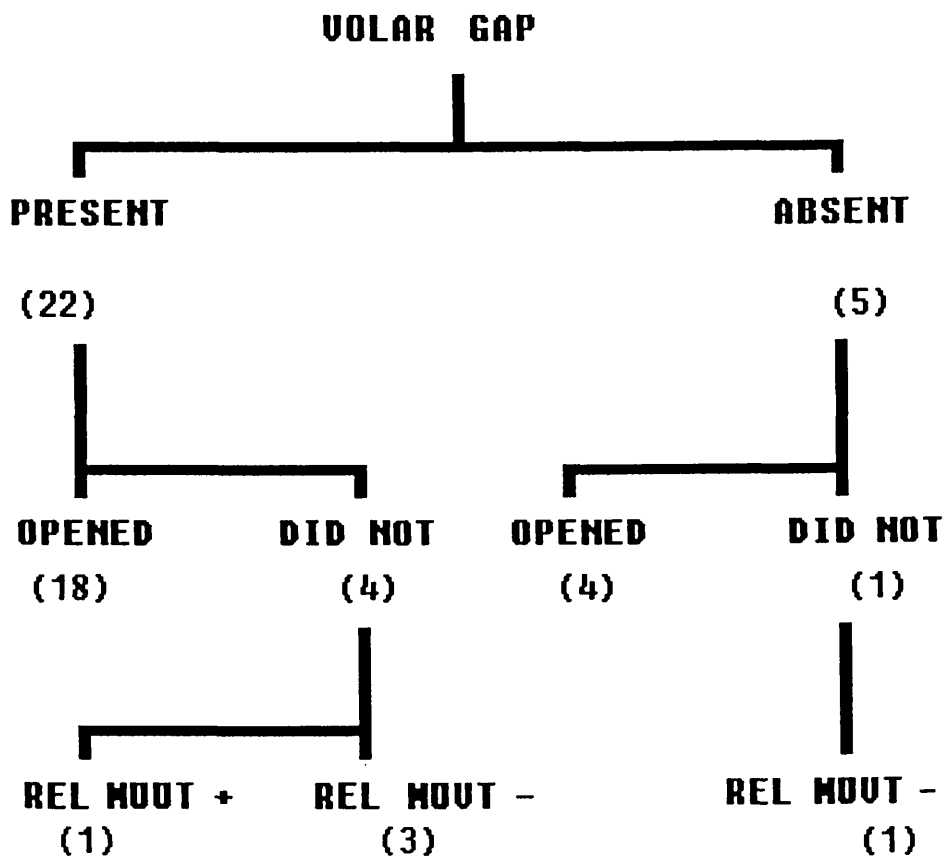 VOLAR GAP
PRESENT ABSENT
(22) (5)
OPENED DID NOT OPENED DID NOT
(18) (4) (4) (1)
REL MOVT + REL MOVT - REL MOVT -
(1) (3) (1)